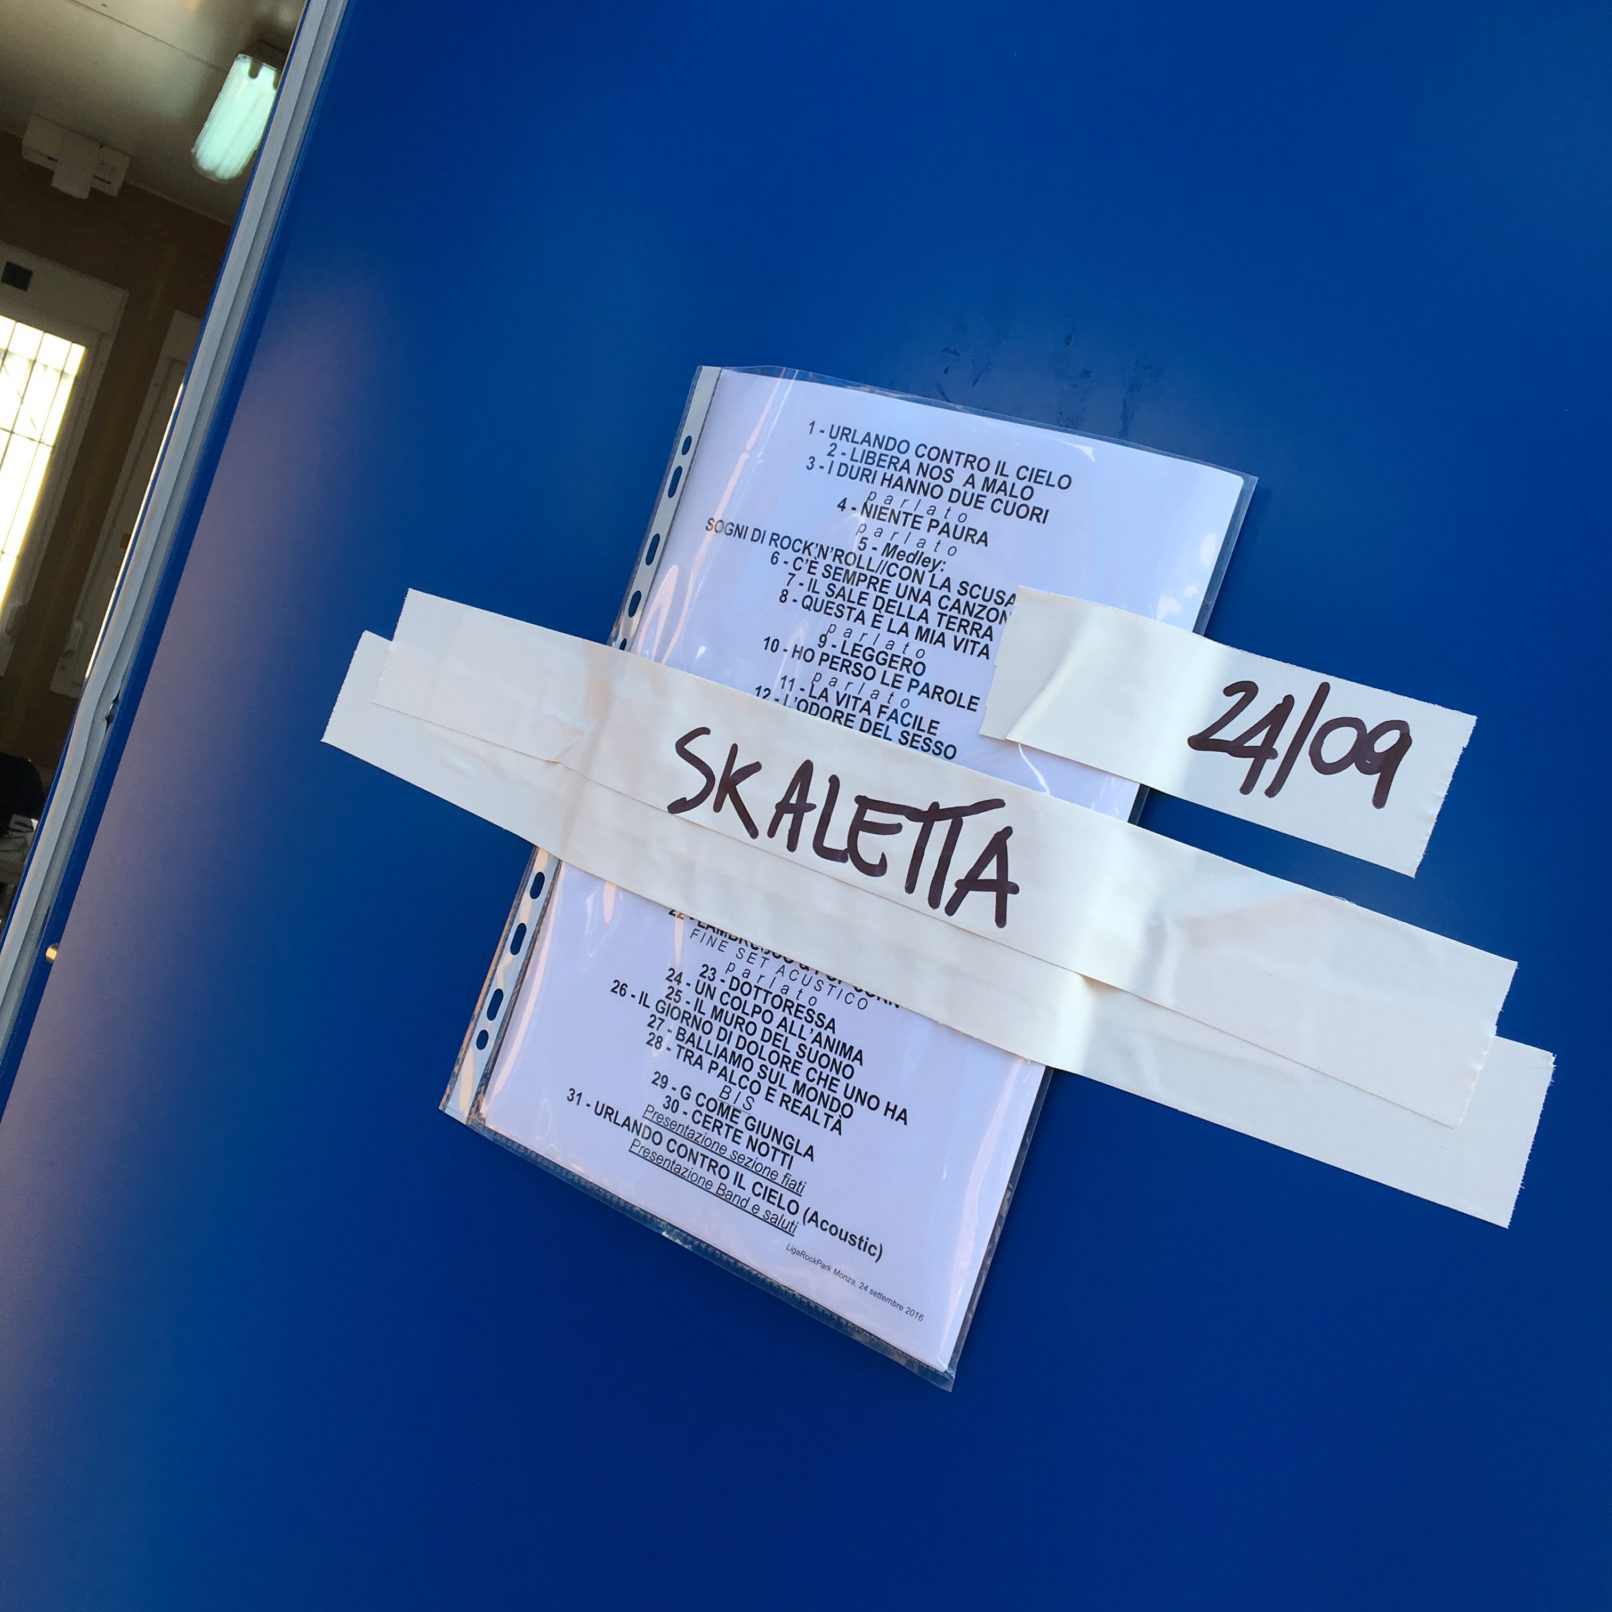 1 - URLANDO CONTRO IL CIELO
2 - LIBERA NOS A MALO
3 - I DURI HANNO DUE CUORI
parlato
4 - NIENTE PAURA
parlato
5 - Medley:
SOGNI DI ROCK'N'ROLL//CON LA SCUSA
6 - C'È SEMPRE UNA CANZON
7 - IL SALE DELLA TERRA
8 - QUESTA È LA MIA VITA
parlato
9 - LEGGERO
10 - HO PERSO LE PAROLE
parlato
11 - LA VITA FACILE
12 - L'ODORE DEL SESSO
24/09
SKALETTA
22 - LAMBRUSCO &
FINE SET ACUSTICO
parlato
23 - DOTTORESSA
24 - UN COLPO ALL'ANIMA
25 - IL MURO DEL SUONO
26 - IL GIORNO DI DOLORE CHE UNO HA
27 - BALLIAMO SUL MONDO
28 - TRA PALCO E REALTÀ
BIS
29 - G COME GIUNGLA
30 - CERTE NOTTI
Presentazione sezione fiati
31 - URLANDO CONTRO IL CIELO (Acoustic)
Presentazione Band e saluti
LigaRockPark Monza, 24 settembre 2016